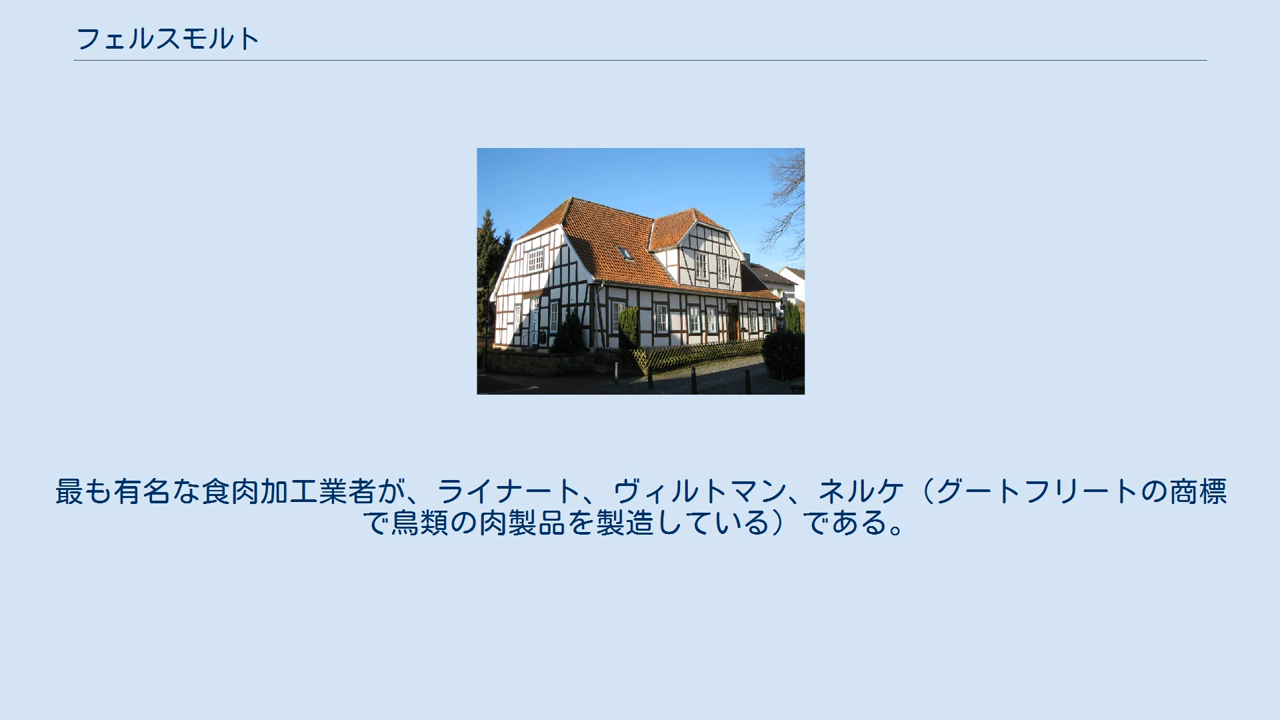 フェルスモルト
最も有名な食肉加工業者が、ライナート、ヴィルトマン、ネルケ（グートフリートの商標
で鳥類の肉製品を製造している）である。